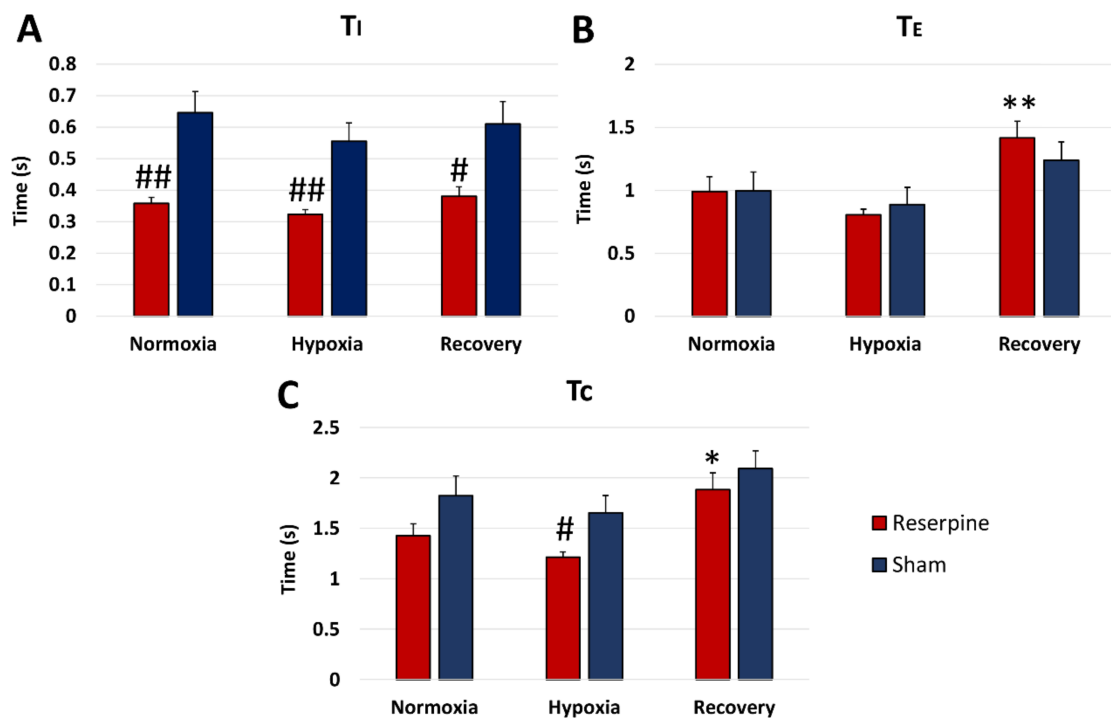 A
TI
Time (s)
0.8
0.7
0.6
0.5
0.4
0.3
0.2
0.1
0
##
##
#
Normoxia Hypoxia Recovery
B
TE
Time (s)
2
1.5
1
0.5
0
**
Normoxia Hypoxia Recovery
C
Tc
Time (s)
2.5
2
1.5
1
0.5
0
#
*
Normoxia Hypoxia Recovery
Reserpine
Sham